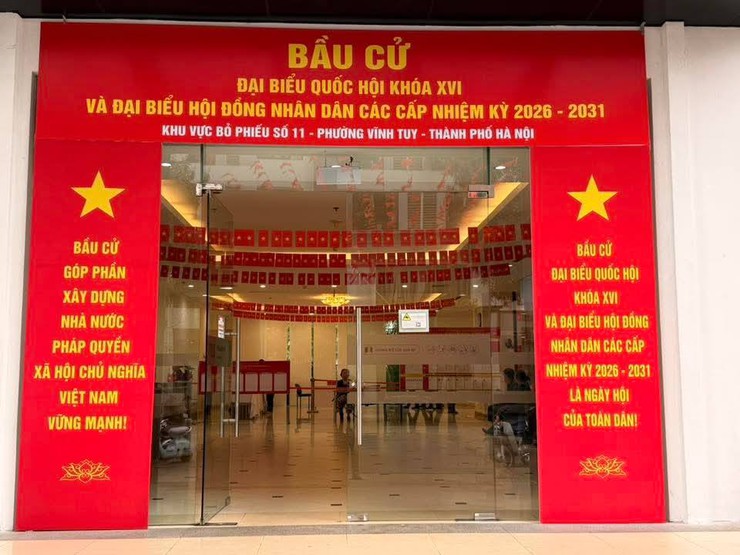 BẦU CỬ
ĐẠI BIỂU QUỐC HỘI KHÓA XVI
VÀ ĐẠI BIỂU HỘI ĐỒNG NHÂN DÂN CÁC CẤP NHIỆM KỲ 2026 - 2031
KHU VỰC BỎ PHIẾU SỐ 11 - PHƯỜNG VĨNH TUY - THÀNH PHỐ HÀ NỘI
BẦU CỬ
GÓP PHẦN
XÂY DỰNG
NHÀ NƯỚC
PHÁP QUYỀN
XÃ HỘI CHỦ NGHĨA
VIỆT NAM
VỮNG MẠNH!
BẦU CỬ
ĐẠI BIỂU QUỐC HỘI
KHÓA XVI
VÀ ĐẠI BIỂU HỘI ĐỒNG
NHÂN DÂN CÁC CẤP
NHIỆM KỲ 2026 - 2031
LÀ NGÀY HỘI
CỦA TOÀN DÂN!